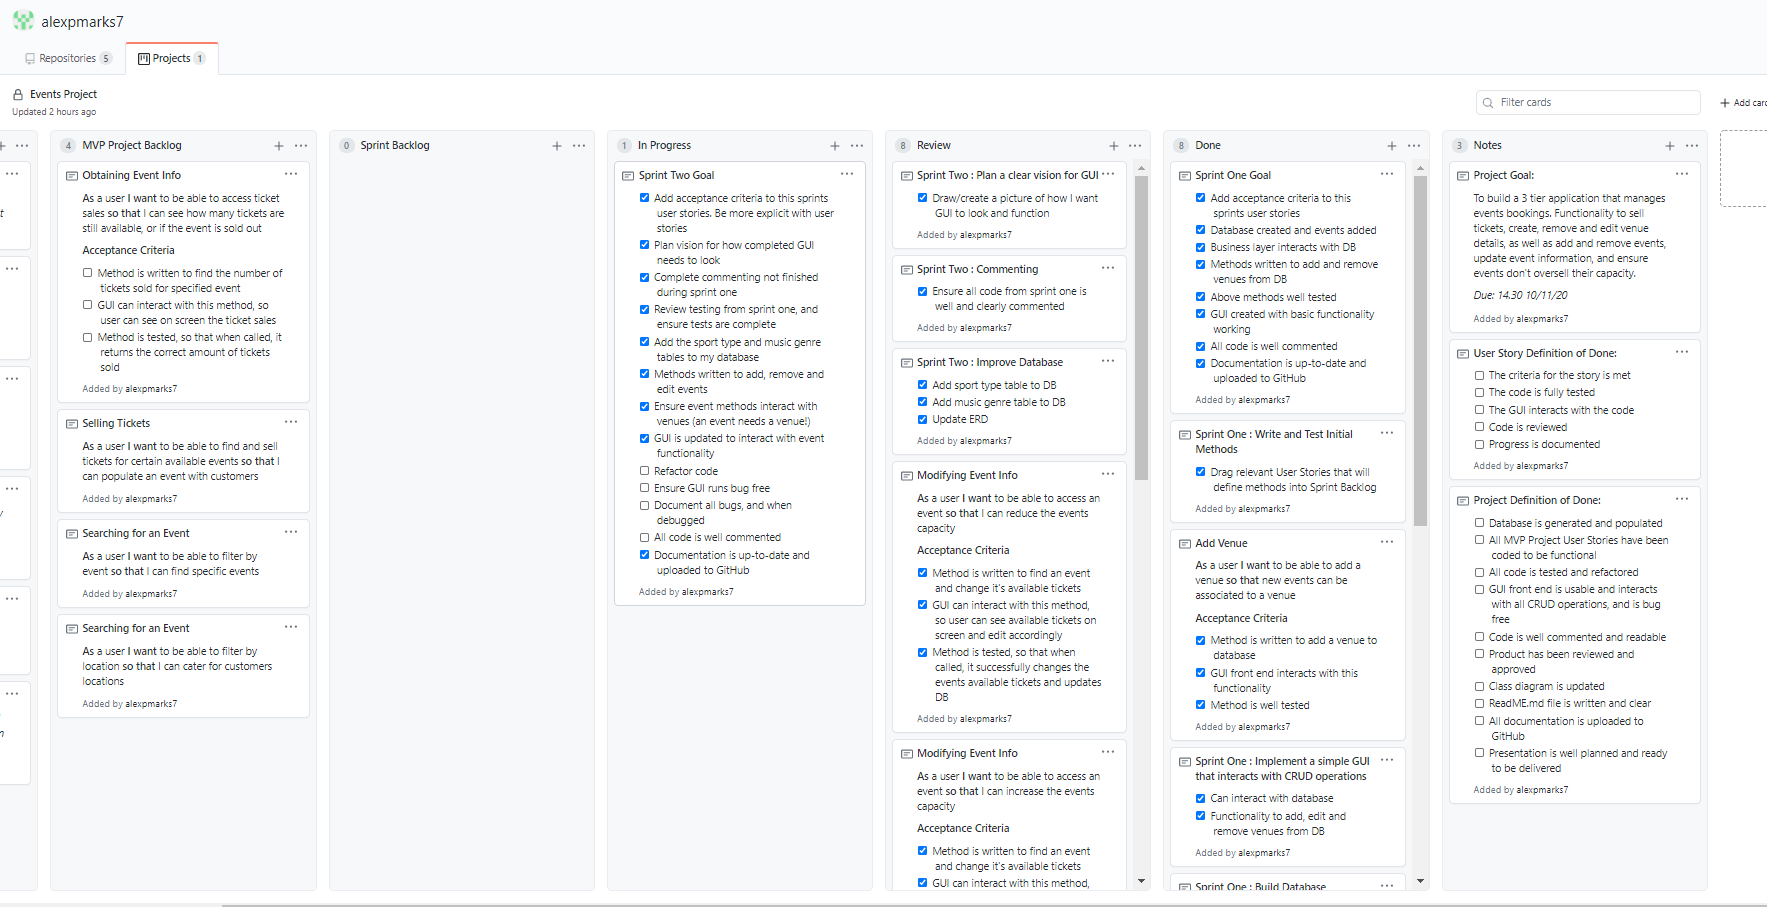 alexpmarks7
Repositories 5
Projects 1
Events Project
Updated 2 hours ago
Filter cards
Add car
4 MVP Project Backlog
Obtaining Event Info
As a user I want to be able to access ticket
sales so that I can see how many tickets are
still available, or if the event is sold out
Acceptance Criteria
Method is written to find the number of
tickets sold for specified event
GUI can interact with this method, so
user can see on screen the ticket sales
Method is tested, so that when called, it
returns the correct amount of tickets
sold
Added by alexpmarks7
Selling Tickets
As a user I want to be able to find and sell
tickets for certain available events so that I
can populate an event with customers
Added by alexpmarks7
Searching for an Event
As a user I want to be able to filter by
event so that I can find specific events
Added by alexpmarks7
Searching for an Event
As a user I want to be able to filter by
location so that I can cater for customers
locations
Added by alexpmarks7
0 Sprint Backlog
1 In Progress
Sprint Two Goal
Add acceptance criteria to this sprints
user stories. Be more explicit with user
stories
Plan vision for how completed GUI
needs to look
Complete commenting not finished
during sprint one
Review testing from sprint one, and
ensure tests are complete
Add the sport type and music genre
tables to my database
Methods written to add, remove and
edit events
Ensure event methods interact with
venues (an event needs a venue!)
GUI is updated to interact with event
functionality
Refactor code
Ensure GUI runs bug free
Document all bugs, and when
debugged
All code is well commented
Documentation is up-to-date and
uploaded to GitHub
Added by alexpmarks7
8 Review
Sprint Two : Plan a clear vision for GUI
Draw/create a picture of how I want
GUI to look and function
Added by alexpmarks7
Sprint Two : Commenting
Ensure all code from sprint one is
well and clearly commented
Added by alexpmarks7
Sprint Two : Improve Database
Add sport type table to DB
Add music genre table to DB
Update ERD
Added by alexpmarks7
Modifying Event Info
As a user I want to be able to access an
event so that I can reduce the events
capacity
Acceptance Criteria
Method is written to find an event
and change it's available tickets
GUI can interact with this method,
so user can see available tickets on
screen and edit accordingly
Method is tested, so that when
called, it successfully changes the
events available tickets and updates
DB
Added by alexpmarks7
Modifying Event Info
As a user I want to be able to access an
event so that I can increase the events
capacity
Acceptance Criteria
Method is written to find an event
and change it's available tickets
GUI can interact with this method,
8 Done
Sprint One Goal
Add acceptance criteria to this
sprints user stories
Database created and events added
Business layer interacts with DB
Methods written to add and remove
venues from DB
Above methods well tested
GUI created with basic functionality
working
All code is well commented
Documentation is up-to-date and
uploaded to GitHub
Added by alexpmarks7
Sprint One : Write and Test Initial
Methods
Drag relevant User Stories that will
define methods into Sprint Backlog
Added by alexpmarks7
Add Venue
As a user I want to be able to add a
venue so that new events can be
associated to a venue
Acceptance Criteria
Method is written to add a venue to
database
GUI front end interacts with this
functionality
Method is well tested
Added by alexpmarks7
Sprint One : Implement a simple GUI
that interacts with CRUD operations
Can interact with database
Functionality to add, edit and
remove venues from DB
Added by alexpmarks7
Sprint One : Build Database
3 Notes
Project Goal:
To build a 3 tier application that manages
events bookings. Functionality to sell
tickets, create, remove and edit venue
details, as well as add and remove events,
update event information, and ensure
events don't oversell their capacity.
Due: 14.30 10/11/20
Added by alexpmarks7
User Story Definition of Done:
The criteria for the story is met
The code is fully tested
The GUI interacts with the code
Code is reviewed
Progress is documented
Added by alexpmarks7
Project Definition of Done:
Database is generated and populated
All MVP Project User Stories have been
coded to be functional
All code is tested and refactored
GUI front end is usable and interacts
with all CRUD operations, and is bug
free
Code is well commented and readable
Product has been reviewed and
approved
Class diagram is updated
ReadME.md file is written and clear
All documentation is uploaded to
GitHub
Presentation is well planned and ready
to be delivered
Added by alexpmarks7